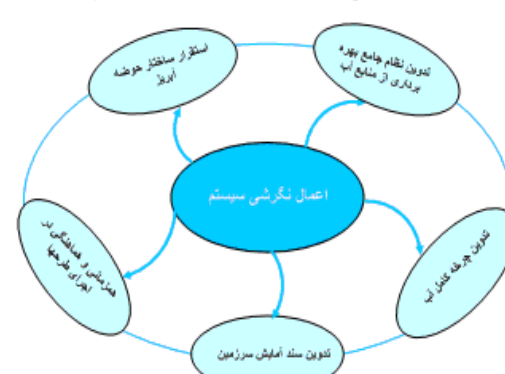 تدوین نظام جامع بهره
برداری از منابع آب
استقرار ساختار حوضه
آبریز
اعمال نگرشی سیستم
تدوین چرخه کامل آب
همزمانی و هماهنگی در
اجرای طرحها
تدوین سند آمایش سرزمین